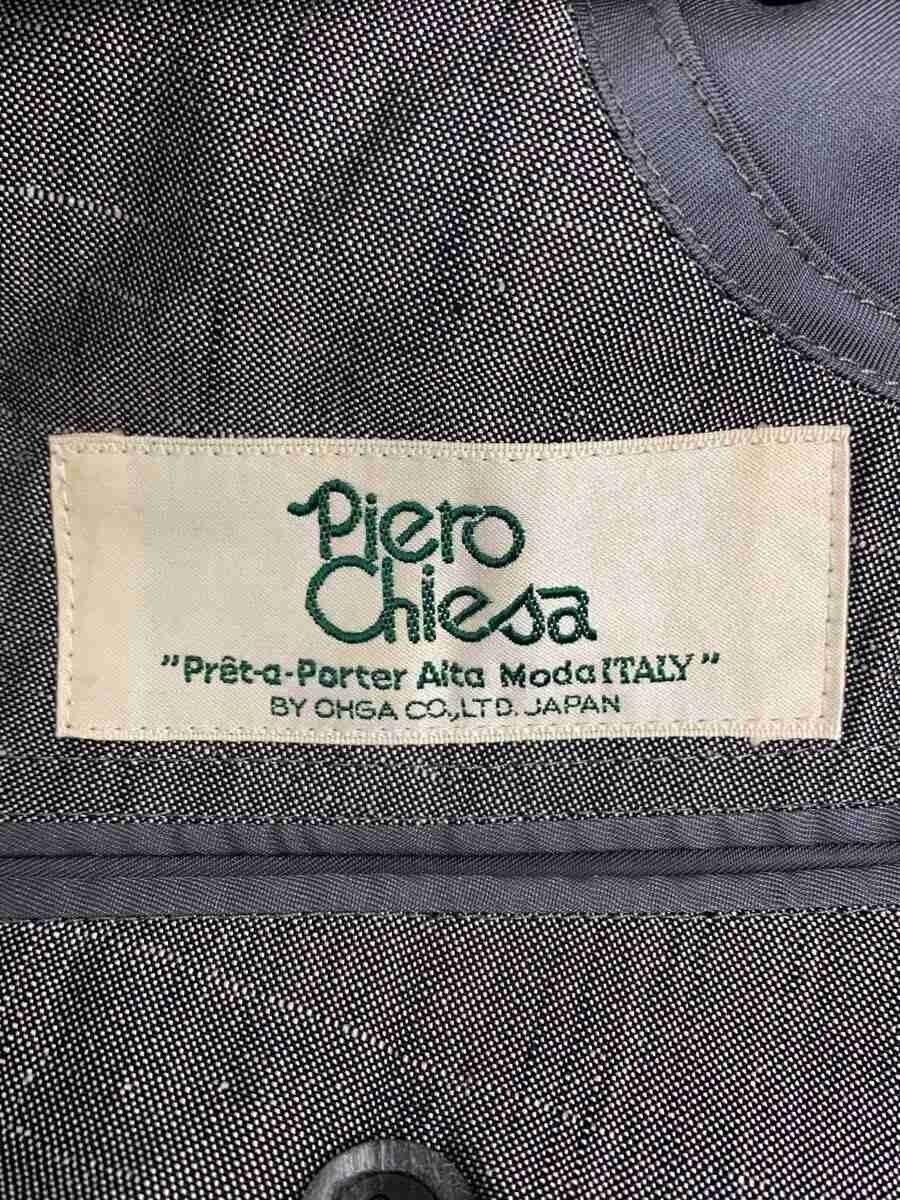 Piero
Chiesa
"Prêt-a-Porter Alta Moda ITALY"
BY OHGA CO.,LTD. JAPAN